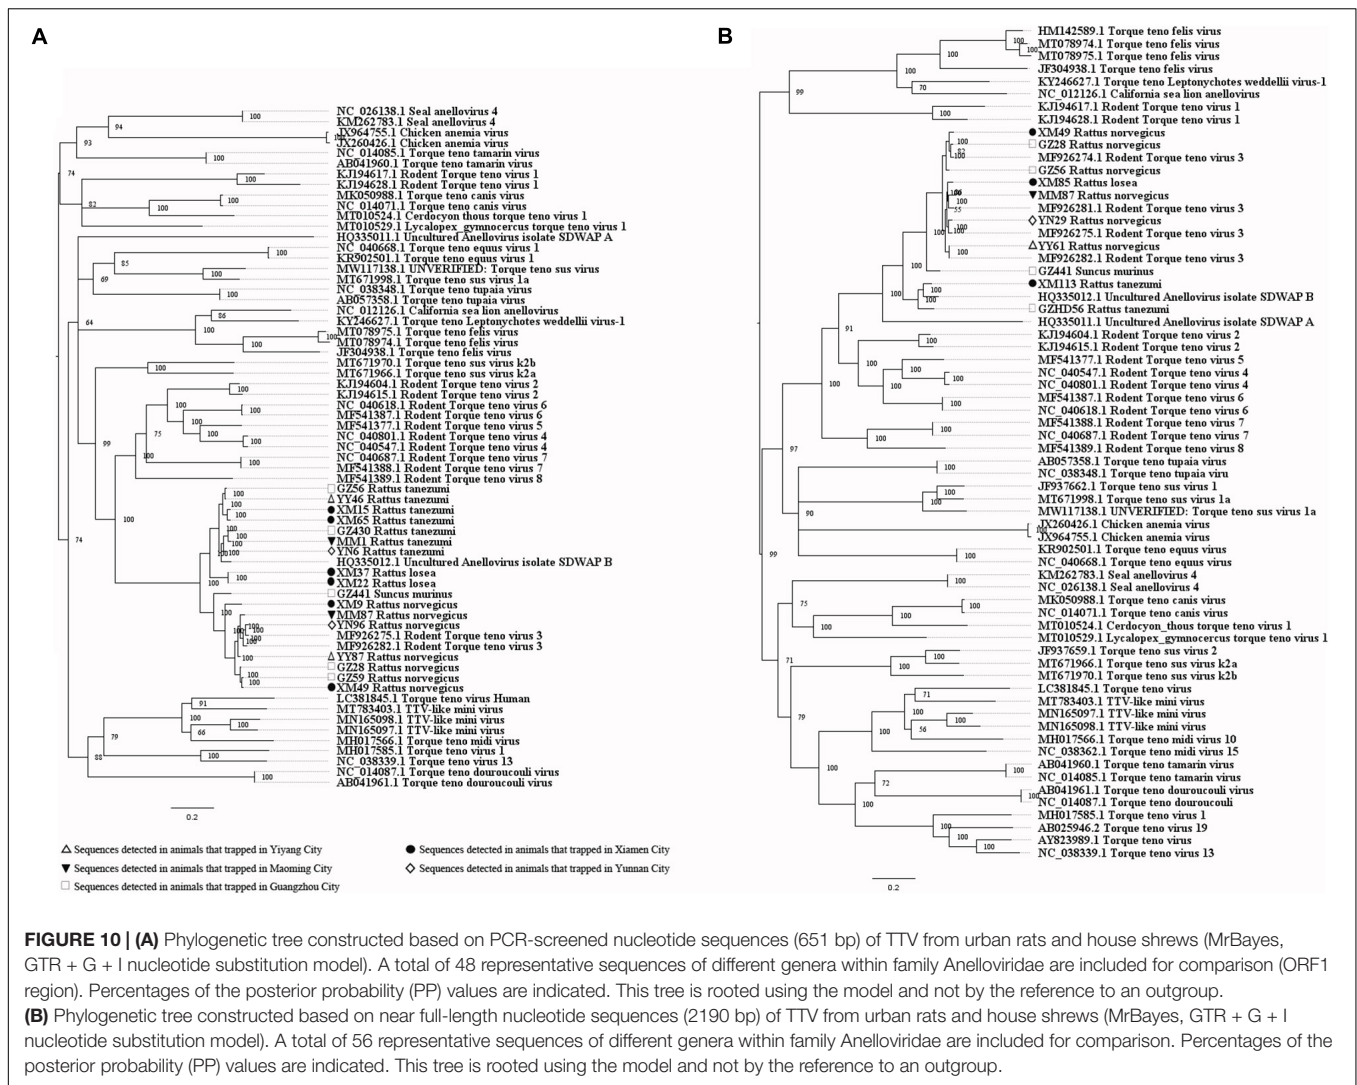 A
NC_026138.1 Seal anellovirus 4
KM262783.1 Seal anellovirus 4
JX964755.1 Chicken anemia virus
JX260426.1 Chicken anemia virus
NC_014085.1 Torque teno tamarin virus
AB041960.1 Torque teno tamarin virus
KJ194617.1 Rodent Torque teno virus 1
KJ194628.1 Rodent Torque teno virus 1
MK050988.1 Torque teno canis virus
NC_014071.1 Torque teno canis virus
MT010524.1 Cerdocyon thous torque teno virus 1
MT010529.1 Lycalopex_gymnocercus torque teno virus 1
HQ335011.1 Uncultured Anellovirus isolate SDWAP A
NC_040668.1 Torque teno equus virus 1
KR902501.1 Torque teno equus virus 1
MW117138.1 UNVERIFIED: Torque teno sus virus
MT671998.1 Torque teno sus virus 1a
NC_038348.1 Torque teno tupaia virus
AB057358.1 Torque teno tupaia virus
NC_012126.1 California sea lion anellovirus
KY246627.1 Torque teno Leptonychotes weddellii virus-1
MT078975.1 Torque teno felis virus
MT078974.1 Torque teno felis virus
JF304938.1 Torque teno felis virus
MT671970.1 Torque teno sus virus k2b
MT671966.1 Torque teno sus virus k2a
KJ194604.1 Rodent Torque teno virus 2
KJ194615.1 Rodent Torque teno virus 2
NC_040618.1 Rodent Torque teno virus 6
MF541387.1 Rodent Torque teno virus 6
MF541377.1 Rodent Torque teno virus 5
NC_040801.1 Rodent Torque teno virus 4
NC_040547.1 Rodent Torque teno virus 4
NC_040687.1 Rodent Torque teno virus 7
MF541388.1 Rodent Torque teno virus 7
MF541389.1 Rodent Torque teno virus 8
GZ56 Rattus tanezumi
YY46 Rattus tanezumi
XM15 Rattus tanezumi
XM65 Rattus tanezumi
GZ430 Rattus tanezumi
MM1 Rattus tanezumi
YN6 Rattus tanezumi
HQ335012.1 Uncultured Anellovirus isolate SDWAP B
XM37 Rattus losea
XM22 Rattus losea
GZ441 Suncus murinus
XM9 Rattus norvegicus
MM87 Rattus norvegicus
YN96 Rattus norvegicus
MF926275.1 Rodent Torque teno virus 3
MF926282.1 Rodent Torque teno virus 3
YY87 Rattus norvegicus
GZ28 Rattus norvegicus
GZ59 Rattus norvegicus
XM49 Rattus norvegicus
LC381845.1 Torque teno virus Human
MT783403.1 TTV-like mini virus
MN165098.1 TTV-like mini virus
MN165097.1 TTV-like mini virus
MH017566.1 Torque teno midi virus
MH017585.1 Torque teno virus 1
NC_038339.1 Torque teno virus 13
NC_014087.1 Torque teno douroucouli virus
AB041961.1 Torque teno douroucouli virus
0.2
Sequences detected in animals that trapped in Yiyang City
Sequences detected in animals that trapped in Maoming City
Sequences detected in animals that trapped in Guangzhou City
Sequences detected in animals that trapped in Xiamen City
Sequences detected in animals that trapped in Yunnan City
B
HM142589.1 Torque teno felis virus
MT078974.1 Torque teno felis virus
MT078975.1 Torque teno felis virus
JF304938.1 Torque teno felis virus
KY246627.1 Torque teno Leptonychotes weddellii virus-1
NC_012126.1 California sea lion anellovirus
KJ194617.1 Rodent Torque teno virus 1
KJ194628.1 Rodent Torque teno virus 1
XM49 Rattus norvegicus
GZ28 Rattus norvegicus
MF926274.1 Rodent Torque teno virus 3
GZ56 Rattus norvegicus
XM85 Rattus losea
MM87 Rattus norvegicus
MF926281.1 Rodent Torque teno virus 3
YN29 Rattus norvegicus
MF926275.1 Rodent Torque teno virus 3
YY61 Rattus norvegicus
MF926282.1 Rodent Torque teno virus 3
GZ441 Suncus murinus
XM113 Rattus tanezumi
HQ335012.1 Uncultured Anellovirus isolate SDWAP B
GZHD56 Rattus tanezumi
HQ335011.1 Uncultured Anellovirus isolate SDWAP A
KJ194604.1 Rodent Torque teno virus 2
KJ194615.1 Rodent Torque teno virus 2
MF541377.1 Rodent Torque teno virus 5
NC_040547.1 Rodent Torque teno virus 4
NC_040801.1 Rodent Torque teno virus 4
MF541387.1 Rodent Torque teno virus 6
NC_040618.1 Rodent Torque teno virus 6
MF541388.1 Rodent Torque teno virus 7
NC_040687.1 Rodent Torque teno virus 7
MF541389.1 Rodent Torque teno virus 8
AB057358.1 Torque teno tupaia virus
NC_038348.1 Torque teno tupaia viru
JF937662.1 Torque teno sus virus 1
MT671998.1 Torque teno sus virus 1a
MW117138.1 UNVERIFIED: Torque teno sus virus 1a
JX260426.1 Chicken anemia virus
JX964755.1 Chicken anemia virus
KR902501.1 Torque teno equus virus
NC_040668.1 Torque teno equus virus
KM262783.1 Seal anellovirus 4
NC_026138.1 Seal anellovirus 4
MK050988.1 Torque teno canis virus
NC_014071.1 Torque teno canis virus
MT010524.1 Cerdocyon_thous torque teno virus 1
MT010529.1 Lycalopex_gymnocercus torque teno virus 1
JF937659.1 Torque teno sus virus 2
MT671966.1 Torque teno sus virus k2a
MT671970.1 Torque teno sus virus k2b
LC381845.1 Torque teno virus
MT783403.1 TTV-like mini virus
MN165097.1 TTV-like mini virus
MN165098.1 TTV-like mini virus
MH017566.1 Torque teno midi virus 10
NC_038362.1 Torque teno midi virus 15
AB041960.1 Torque teno tamarin virus
NC_014085.1 Torque teno tamarin virus
AB041961.1 Torque teno douroucouli virus
NC_014087.1 Torque teno douroucouli
MH017585.1 Torque teno virus 1
AB025946.2 Torque teno virus 19
AY823989.1 Torque teno virus
NC_038339.1 Torque teno virus 13
0.2
FIGURE 10 | (A) Phylogenetic tree constructed based on PCR-screened nucleotide sequences (651 bp) of TTV from urban rats and house shrews (MrBayes,
GTR + G + I nucleotide substitution model). A total of 48 representative sequences of different genera within family Anelloviridae are included for comparison (ORF1
region). Percentages of the posterior probability (PP) values are indicated. This tree is rooted using the model and not by the reference to an outgroup.
(B) Phylogenetic tree constructed based on near full-length nucleotide sequences (2190 bp) of TTV from urban rats and house shrews (MrBayes, GTR + G + I
nucleotide substitution model). A total of 56 representative sequences of different genera within family Anelloviridae are included for comparison. Percentages of the
posterior probability (PP) values are indicated. This tree is rooted using the model and not by the reference to an outgroup.